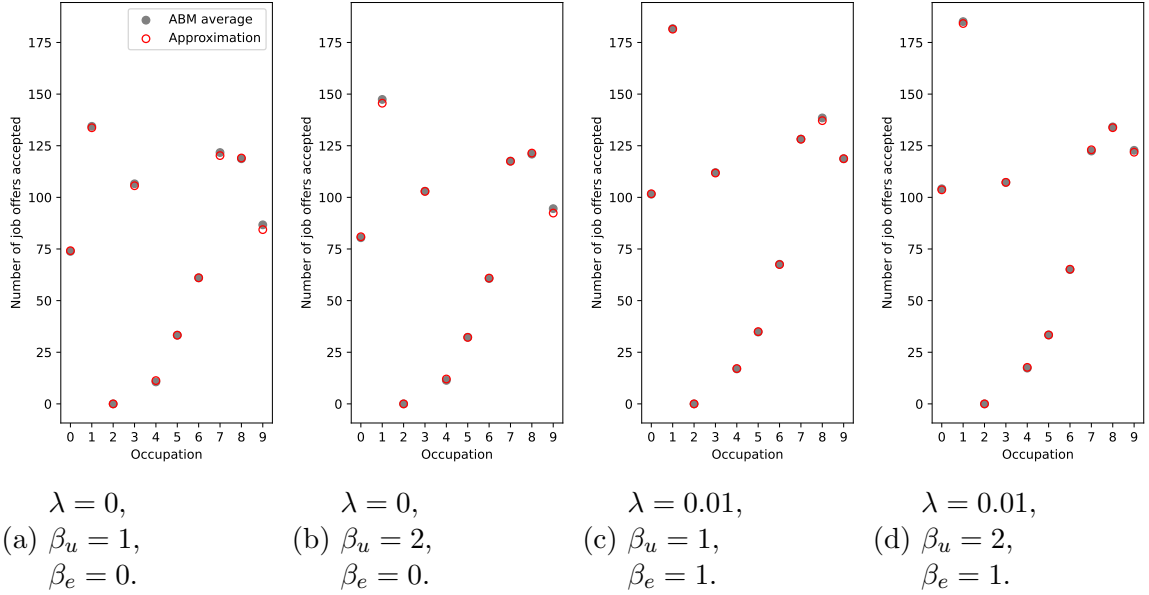 ABM average
Approximation
Number of job offers accepted
175
150
125
100
75
50
25
0
0 1 2 3 4 5 6 7 8 9
Occupation
Number of job offers accepted
175
150
125
100
75
50
25
0
0 1 2 3 4 5 6 7 8 9
Occupation
Number of job offers accepted
175
150
125
100
75
50
25
0
0 1 2 3 4 5 6 7 8 9
Occupation
Number of job offers accepted
175
150
125
100
75
50
25
0
0 1 2 3 4 5 6 7 8 9
Occupation
λ = 0,
(a) β_u = 1,
β_e = 0.
λ = 0,
(b) β_u = 2,
β_e = 0.
λ = 0.01,
(c) β_u = 1,
β_e = 1.
λ = 0.01,
(d) β_u = 2,
β_e = 1.